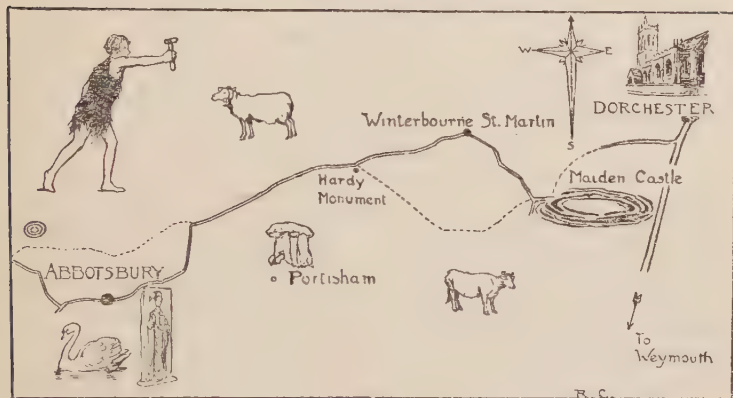 W
E
S
DORCHESTER
Winterbourne St. Martin
Maiden Castle
Hardy
Monument
ABBOTSBURY
Portisham
To
Weymouth
R. C.